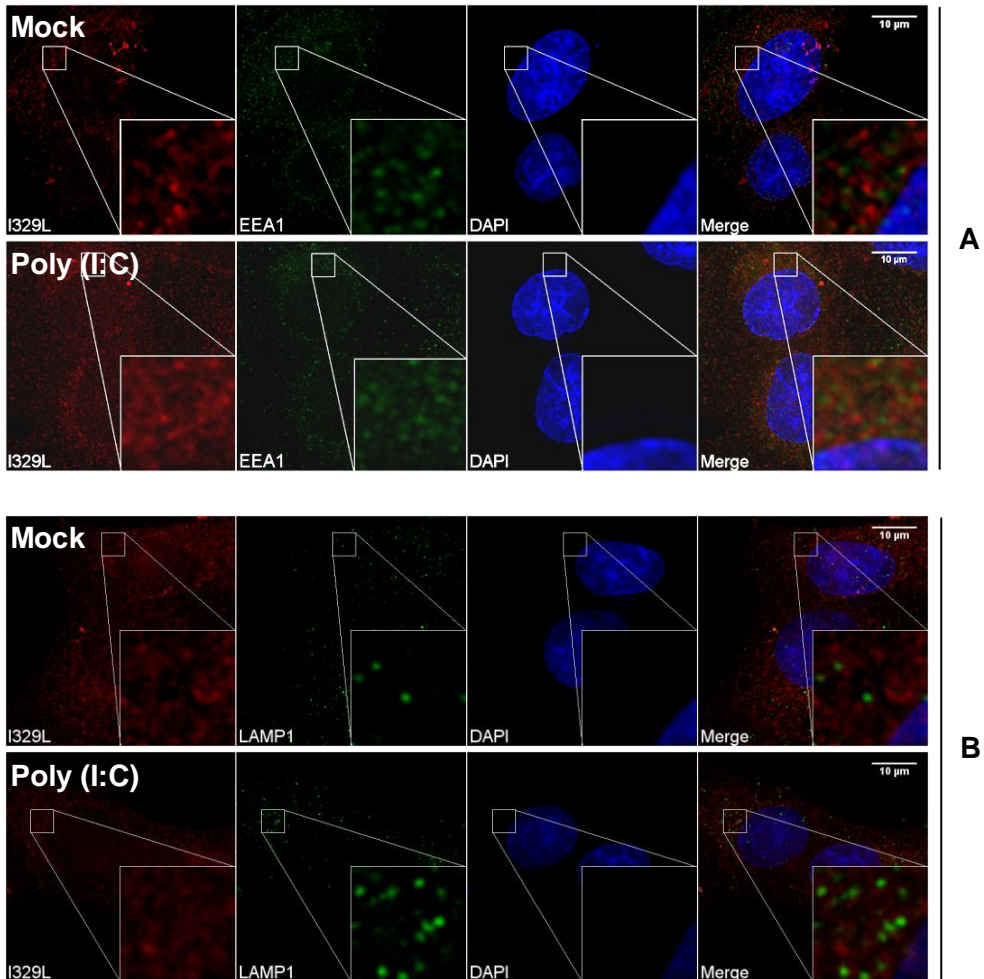 Mock
10 µm
I329L EEA1 DAPI Merge
A
Poly (I:C)
10 µm
I329L EEA1 DAPI Merge
Mock
10 µm
I329L LAMP1 DAPI Merge
B
Poly (I:C)
10 µm
I329L LAMP1 DAPI Merge